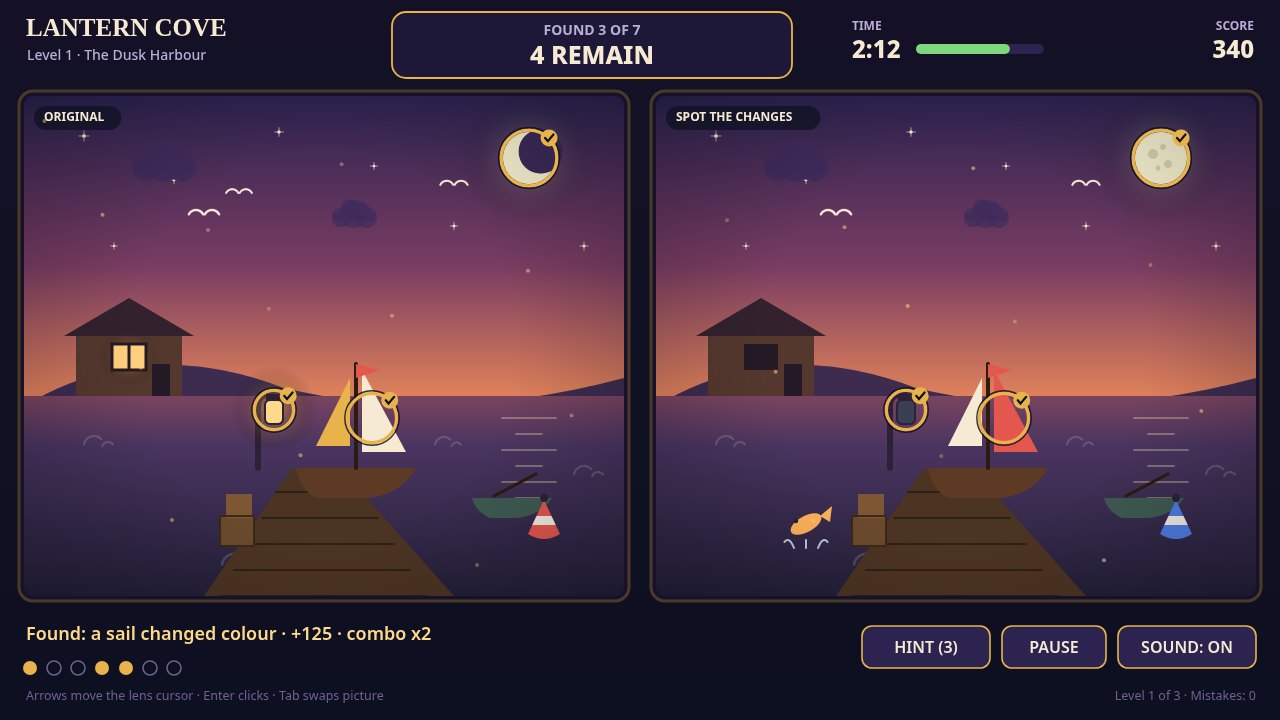 LANTERN COVE
Level 1 · The Dusk Harbour
FOUND 3 OF 7
4 REMAIN
TIME
2:12
SCORE
340
ORIGINAL
SPOT THE CHANGES
Found: a sail changed colour · +125 · combo x2
HINT (3)
PAUSE
SOUND: ON
Arrows move the lens cursor · Enter clicks · Tab swaps picture
Level 1 of 3 · Mistakes: 0